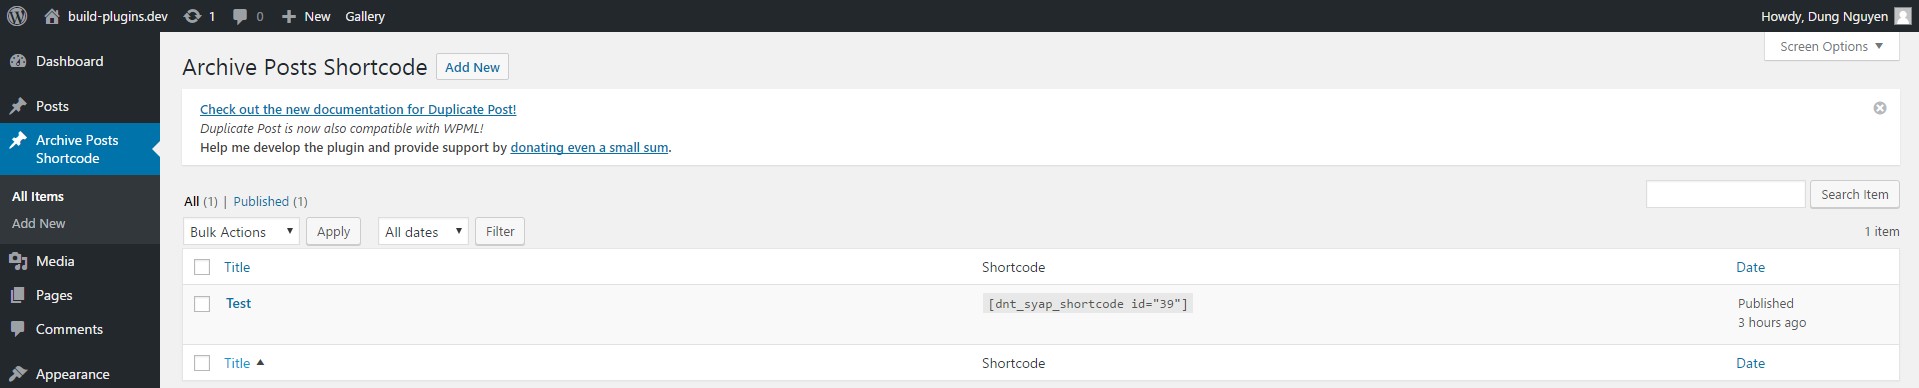 build-plugins.dev 1 0 New Gallery Howdy, Dung Nguyen
Screen Options
Dashboard
Posts
Archive Posts
Shortcode
All Items
Add New
Media
Pages
Comments
Appearance
Archive Posts Shortcode Add New
Check out the new documentation for Duplicate Post!
Duplicate Post is now also compatible with WPML!
Help me develop the plugin and provide support by donating even a small sum.
All (1) | Published (1)
Search Item
Bulk Actions Apply All dates Filter 1 item
Title Shortcode Date
Test [dnt_syap_shortcode id="39"] Published
3 hours ago
Title Shortcode Date